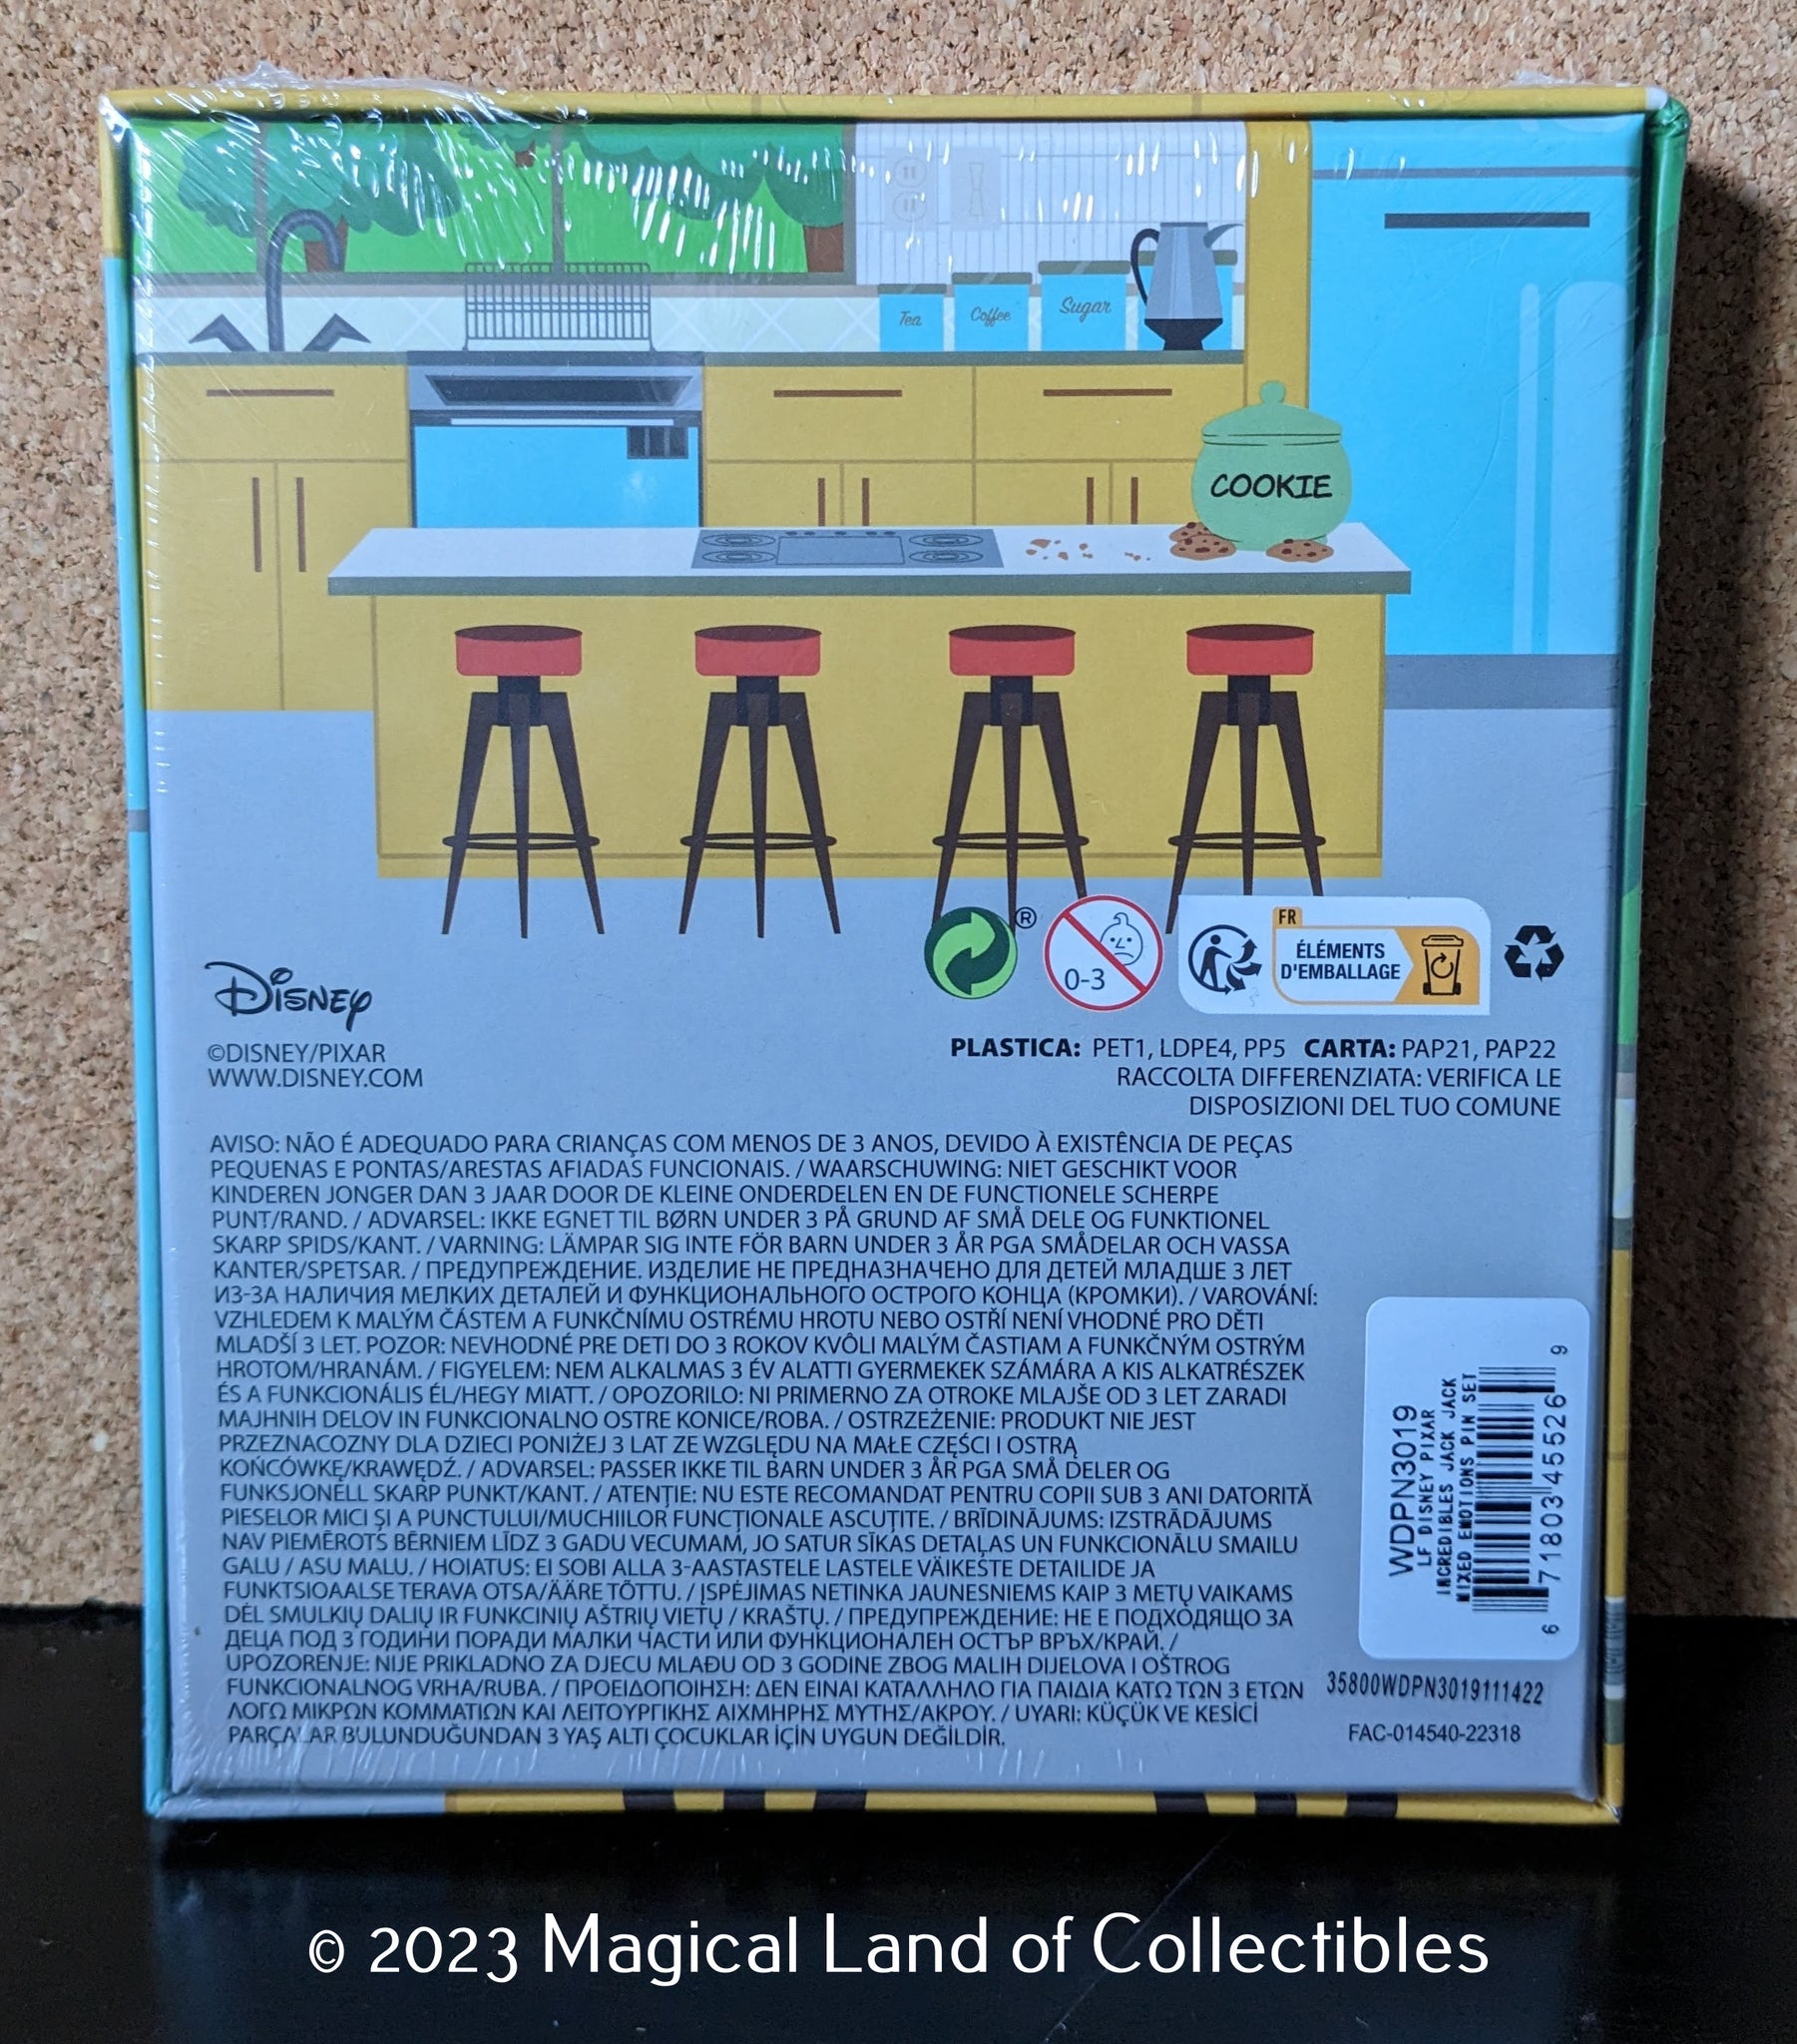 Tea
Coffee
Sugar
COOKIE
®
0-3
FR
ÉLÉMENTS
D'EMBALLAGE
Disney
©DISNEY/PIXAR
WWW.DISNEY.COM
PLASTICA: PET1, LDPE4, PP5 CARTA: PAP21, PAP22
RACCOLTA DIFFERENZIATA: VERIFICA LE
DISPOSIZIONI DEL TUO COMUNE
AVISO: NÃO É ADEQUADO PARA CRIANÇAS COM MENOS DE 3 ANOS, DEVIDO À EXISTÊNCIA DE PEÇAS
PEQUENAS E PONTAS/ARESTAS AFIADAS FUNCIONAIS. / WAARSCHUWING: NIET GESCHIKT VOOR
KINDEREN JONGER DAN 3 JAAR DOOR DE KLEINE ONDERDELEN EN DE FUNCTIONELE SCHERPE
PUNT/RAND. / ADVARSEL: IKKE EGNET TIL BØRN UNDER 3 PÅ GRUND AF SMÅ DELE OG FUNKTIONEL
SKARP SPIDS/KANT. / VARNING: LÄMPAR SIG INTE FÖR BARN UNDER 3 ÅR PGA SMÅDELAR OCH VASSA
KANTER/SPETSAR. / ПРЕДУПРЕЖДЕНИЕ. ИЗДЕЛИЕ НЕ ПРЕДНАЗНАЧЕНО ДЛЯ ДЕТЕЙ МЛАДШЕ 3 ЛЕТ
ИЗ-ЗА НАЛИЧИЯ МЕЛКИХ ДЕТАЛЕЙ И ФУНКЦИОНАЛЬНОГО ОСТРОГО КОНЦА (КРОМКИ). / VAROVÁNÍ:
VZHLEDEM K MALÝM ČÁSTEM A FUNKČNÍMU OSTRÉMU HROTU NEBO OSTŘÍ NENÍ VHODNÉ PRO DĚTI
MLADŠÍ 3 LET. POZOR: NEVHODNÉ PRE DETI DO 3 ROKOV KVÔLI MALÝM ČASTIAM A FUNKČNÝM OSTRÝM
HROTOM/HRANÁM. / FIGYELEM: NEM ALKALMAS 3 ÉV ALATTI GYERMEKEK SZÁMÁRA A KIS ALKATRÉSZEK
ÉS A FUNKCIONÁLIS ÉL/HEGY MIATT. / OPOZORILO: NI PRIMERNO ZA OTROKE MLAJŠE OD 3 LET ZARADI
MAJHNIH DELOV IN FUNKCIONALNO OSTRE KONICE/ROBA. / OSTRZEŻENIE: PRODUKT NIE JEST
PRZEZNACOZNY DLA DZIECI PONIŻEJ 3 LAT ZE WZGLĘDU NA MAŁE CZĘŚCI I OSTRĄ
KOŃCÓWKĘ/KRAWĘDŹ. / ADVARSEL: PASSER IKKE TIL BARN UNDER 3 ÅR PGA SMÅ DELER OG
FUNKSJONELL SKARP PUNKT/KANT. / ATENȚIE: NU ESTE RECOMANDAT PENTRU COPII SUB 3 ANI DATORITĂ
PIESELOR MICI ȘI A PUNCTULUI/MUCHIILOR FUNCȚIONALE ASCUȚITE. / BRĪDINĀJUMS: IZSTRĀDĀJUMS
NAV PIEMĒROTS BĒRNIEM LĪDZ 3 GADU VECUMAM, JO SATUR SĪKAS DETAĻAS UN FUNKCIONĀLU SMAILU
GALU / ASU MALU. / HOIATUS: EI SOBI ALLA 3-AASTASTELE LASTELE VÄIKESTE DETAILIDE JA
FUNKTSIOAALSE TERAVA OTSA/ÄÄRE TÕTTU. / ĮSPĖJIMAS NETINKA JAUNESNIEMS KAIP 3 METŲ VAIKAMS
DĖL SMULKIŲ DALIŲ IR FUNKCINIŲ AŠTRIŲ VIETŲ / KRAŠTŲ. / ПРЕДУПРЕЖДЕНИЕ: НЕ Е ПОДХОДЯЩО ЗА
ДЕЦА ПОД 3 ГОДИНИ ПОРАДИ МАЛКИ ЧАСТИ ИЛИ ФУНКЦИОНАЛЕН ОСТЪР ВРЪХ/КРАЙ. /
UPOZORENJE: NIJE PRIKLADNO ZA DJECU MLAĐU OD 3 GODINE ZBOG MALIH DIJELOVA I OŠTROG
FUNKCIONALNOG VRHA/RUBA. / ΠΡΟΕΙΔΟΠΟΙΗΣΗ: ΔΕΝ ΕΙΝΑΙ ΚΑΤΑΛΛΗΛΟ ΓΙΑ ΠΑΙΔΙΑ ΚΑΤΩ ΤΩΝ 3 ΕΤΩΝ
ΛΟΓΩ ΜΙΚΡΩΝ ΚΟΜΜΑΤΙΩΝ ΚΑΙ ΛΕΙΤΟΥΡΓΙΚΗΣ ΑΙΧΜΗΡΗΣ ΜΥΤΗΣ/ΑΚΡΟΥ. / UYARI: KÜÇÜK VE KESİCİ
PARÇALAR BULUNDUĞUNDAN 3 YAŞ ALTI ÇOCUKLAR İÇİN UYGUN DEĞİLDİR.
WDPN3019
LF DISNEY PIXAR
INCREDIBLES JACK JACK
MIXED EMOTIONS PIN SET
6 71803 45526 9
35800WDPN3019111422
FAC-014540-22318
© 2023 Magical Land of Collectibles